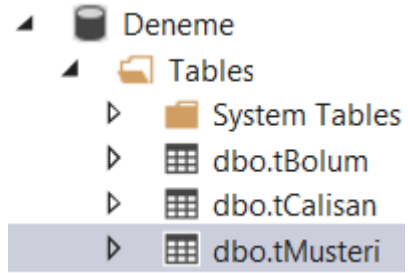 Deneme
Tables
System Tables
dbo.tBolum
dbo.tCalisan
dbo.tMusteri